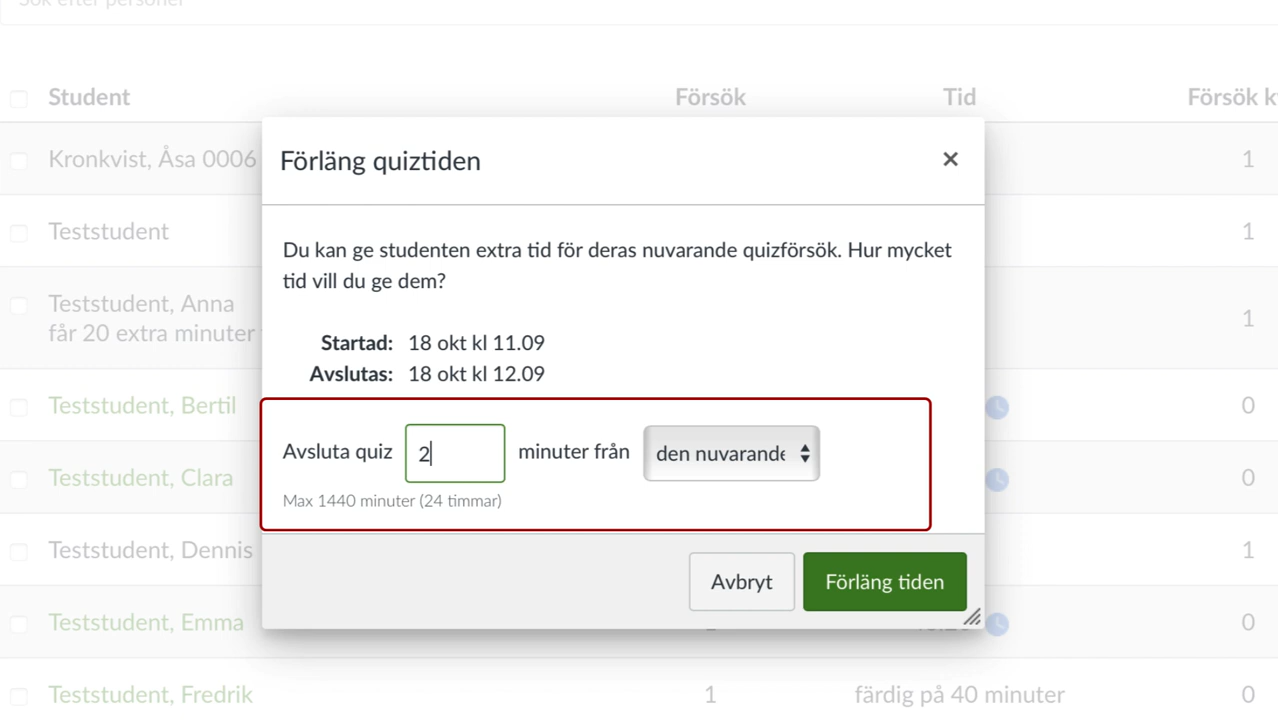 Sök efter personer
Student Försök Tid Försök
Kronkvist, Åsa 0006 1
Förläng quiztiden ×
Teststudent 1
Du kan ge studenten extra tid för deras nuvarande quizförsök. Hur mycket
tid vill du ge dem?
Teststudent, Anna
får 20 extra minuter 1
Startad: 18 okt kl 11.09
Avslutas: 18 okt kl 12.09
Teststudent, Bertil 0
Avsluta quiz 2 minuter från den nuvarande
Teststudent, Clara 0
Max 1440 minuter (24 timmar)
Teststudent, Dennis 1
Avbryt Förläng tiden
Teststudent, Emma 0
Teststudent, Fredrik 1 färdig på 40 minuter 0